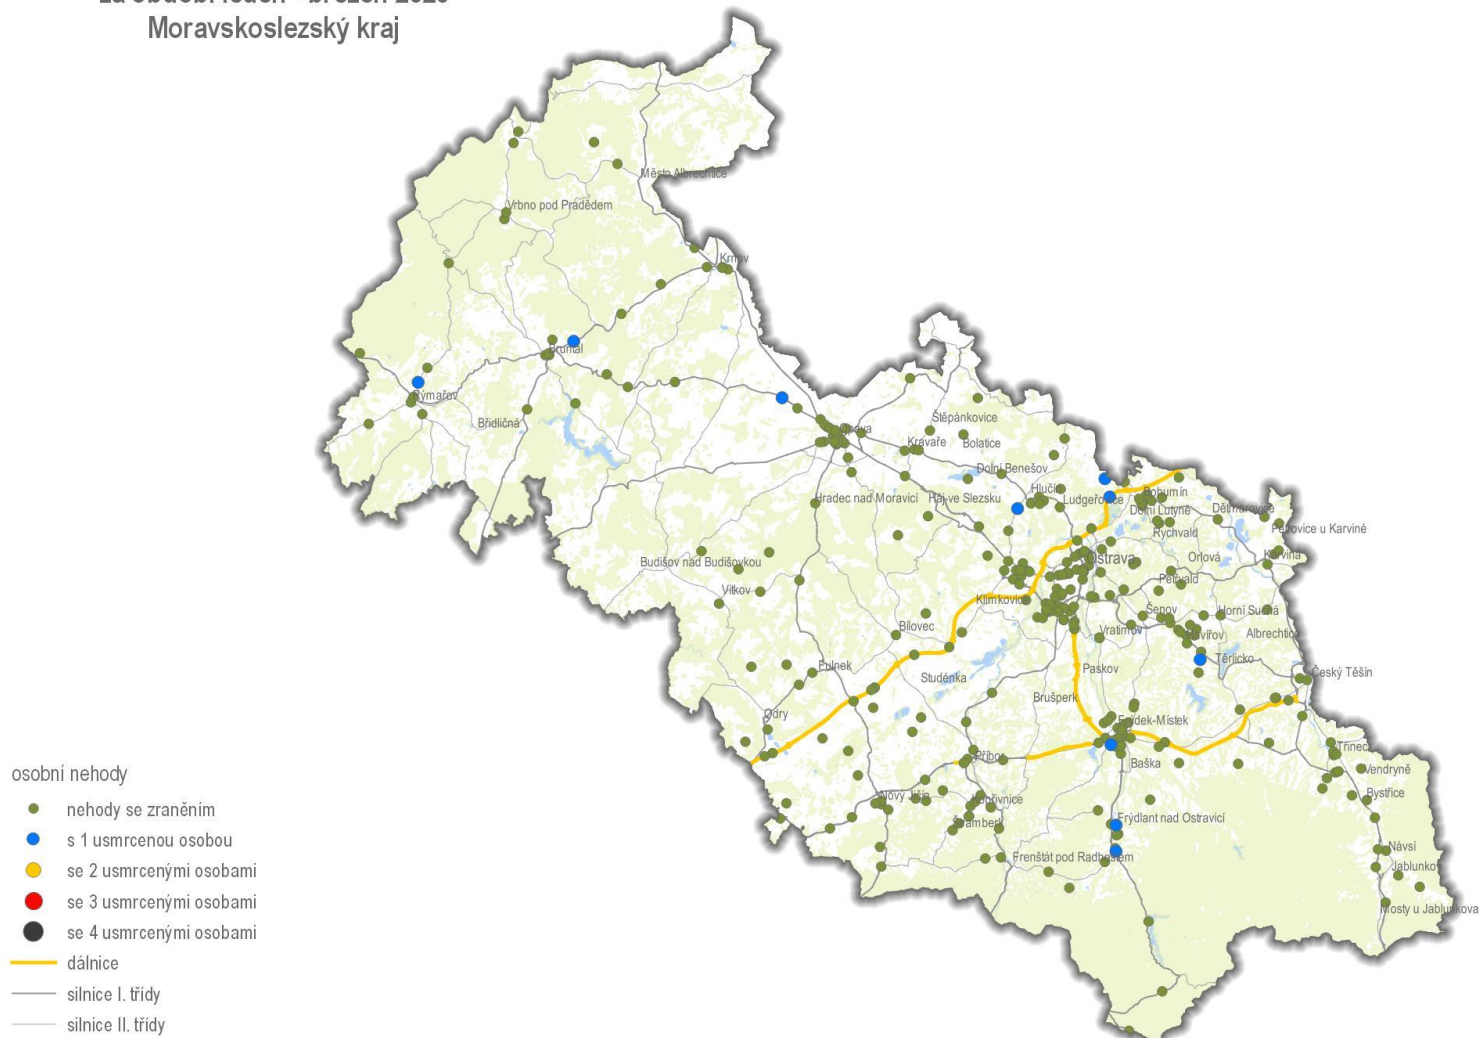 Moravskoslezský kraj
Město Albrechtice
Vrbno pod Pradědem
Krnov
Bruntál
Rýmařov
Břidličná
Opava
Štěpánkovice
Kravaře
Bolatice
Dolní Benešov
Hlučín
Hradec nad Moravicí
Háj ve Slezsku
Ludgeřovice
Bohumín
Dolní Lutyně
Dětmarovice
Rychvald
Petrovice u Karviné
Budišov nad Budišovkou
Ostrava
Orlová
Karviná
Vítkov
Klimkovice
Petřvald
Bílovec
Šenov
Horní Suchá
Vratimov
Havířov
Albrechtice
Těrlicko
Fulnek
Studénka
Paskov
Český Těšín
Brušperk
Odry
Frýdek-Místek
Příbor
Baška
Třinec
Vendryně
Nový Jičín
Kopřivnice
Bystřice
Štramberk
Frýdlant nad Ostravicí
Frenštát pod Radhoštěm
Návsí
Jablunkov
Mosty u Jablunkova
osobní nehody
nehody se zraněním
s 1 usmrcenou osobou
se 2 usmrcenými osobami
se 3 usmrcenými osobami
se 4 usmrcenými osobami
dálnice
silnice I. třídy
silnice II. třídy